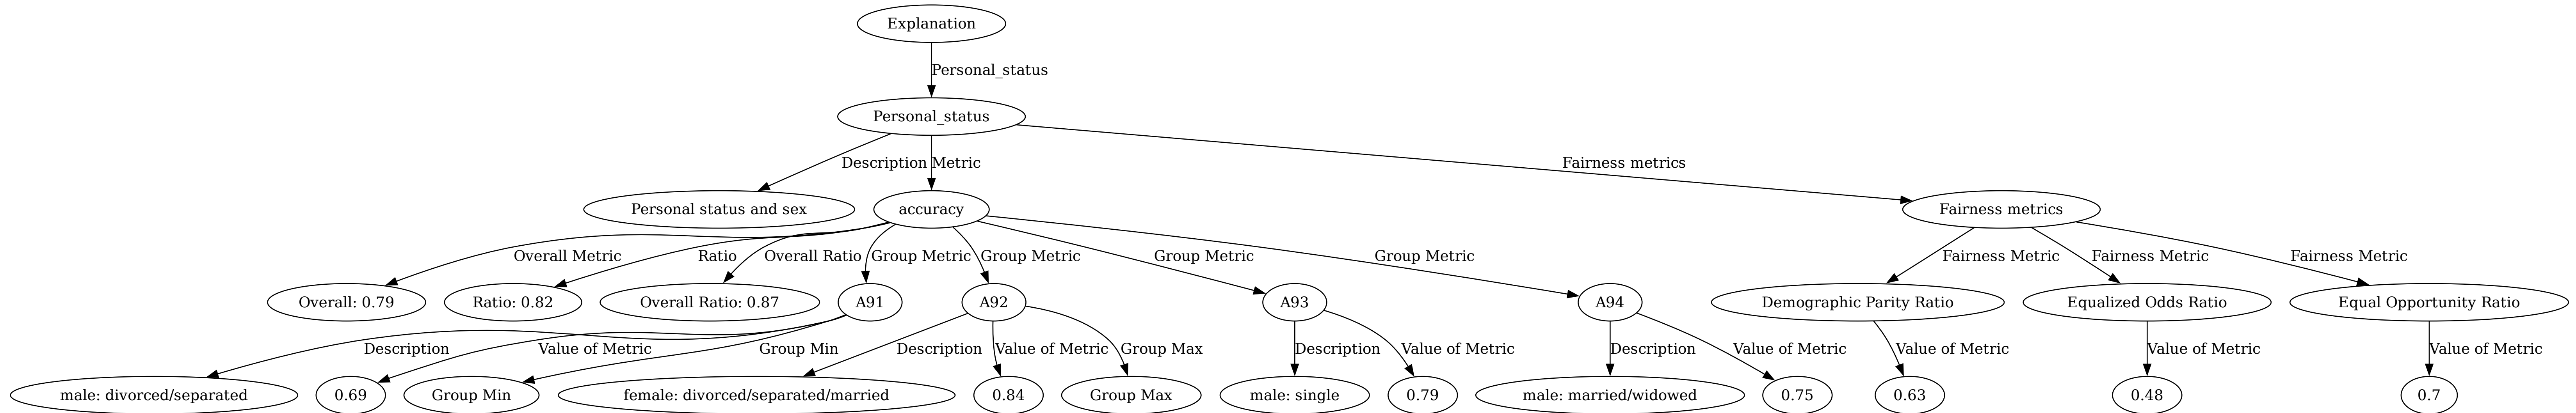 Explanation
Personal_status
Personal_status
Description
Metric
Fairness metrics
Personal status and sex
accuracy
Fairness metrics
Overall Metric
Ratio
Overall Ratio
Group Metric
Group Metric
Group Metric
Group Metric
Fairness Metric
Fairness Metric
Fairness Metric
Overall: 0.79
Ratio: 0.82
Overall Ratio: 0.87
A91
A92
A93
A94
Demographic Parity Ratio
Equalized Odds Ratio
Equal Opportunity Ratio
Description
Value of Metric
Group Min
Description
Value of Metric
Group Max
Description
Value of Metric
Description
Value of Metric
Value of Metric
Value of Metric
Value of Metric
male: divorced/separated
0.69
Group Min
female: divorced/separated/married
0.84
Group Max
male: single
0.79
male: married/widowed
0.75
0.63
0.48
0.7